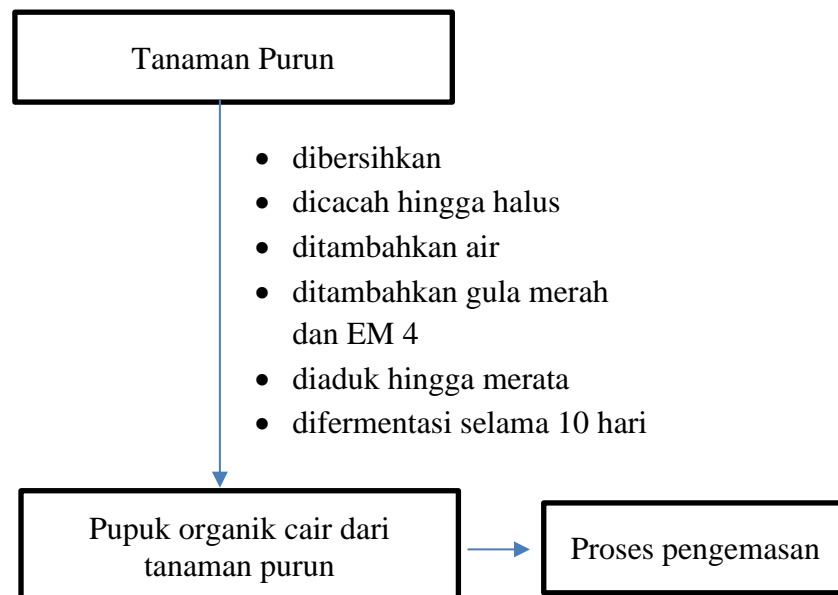 Tanaman Purun
• dibersihkan
• dicacah hingga halus
• ditambahkan air
• ditambahkan gula merah
dan EM 4
• diaduk hingga merata
• difermentasi selama 10 hari
Pupuk organik cair dari
tanaman purun
Proses pengemasan